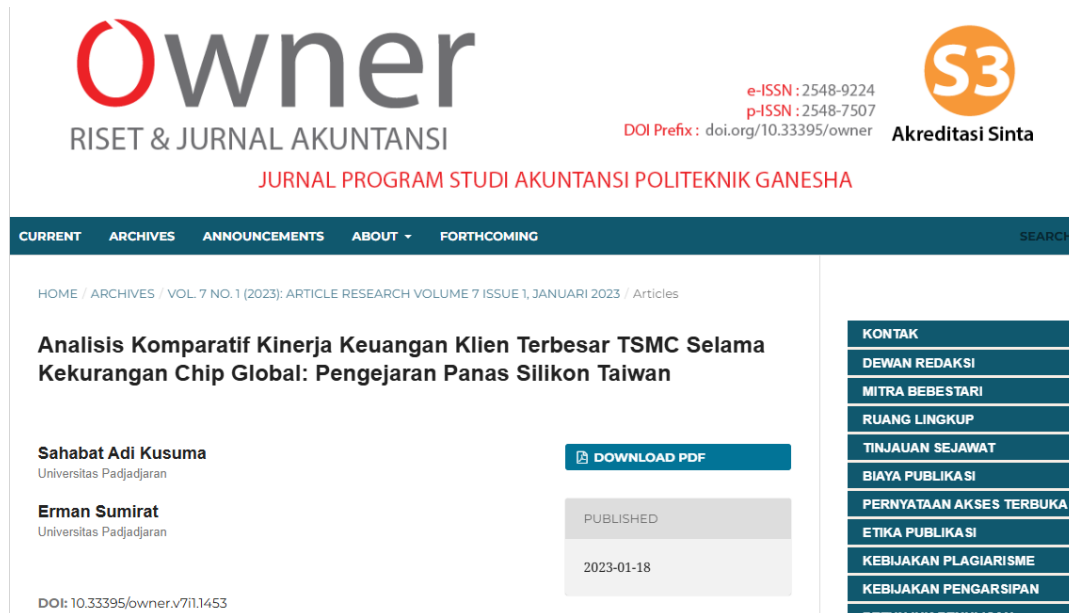 Owner
RISET & JURNAL AKUNTANSI
e-ISSN : 2548-9224
p-ISSN : 2548-7507
DOI Prefix : doi.org/10.33395/owner
S3
Akreditasi Sinta
JURNAL PROGRAM STUDI AKUNTANSI POLITEKNIK GANESHA
CURRENT ARCHIVES ANNOUNCEMENTS ABOUT FORTHCOMING SEARCH
HOME / ARCHIVES / VOL. 7 NO. 1 (2023): ARTICLE RESEARCH VOLUME 7 ISSUE 1, JANUARI 2023 / Articles
Analisis Komparatif Kinerja Keuangan Klien Terbesar TSMC Selama
Kekurangan Chip Global: Pengejaran Panas Silikon Taiwan
Sahabat Adi Kusuma
Universitas Padjadjaran
Erman Sumirat
Universitas Padjadjaran
DOI: 10.33395/owner.v7i1.1453
DOWNLOAD PDF
PUBLISHED
2023-01-18
KONTAK
DEWAN REDAKSI
MITRA BEBESTARI
RUANG LINGKUP
TINJAUAN SEJAWAT
BIAYA PUBLIKASI
PERNYATAAN AKSES TERBUKA
ETIKA PUBLIKASI
KEBIJAKAN PLAGIARISME
KEBIJAKAN PENGARSIPAN